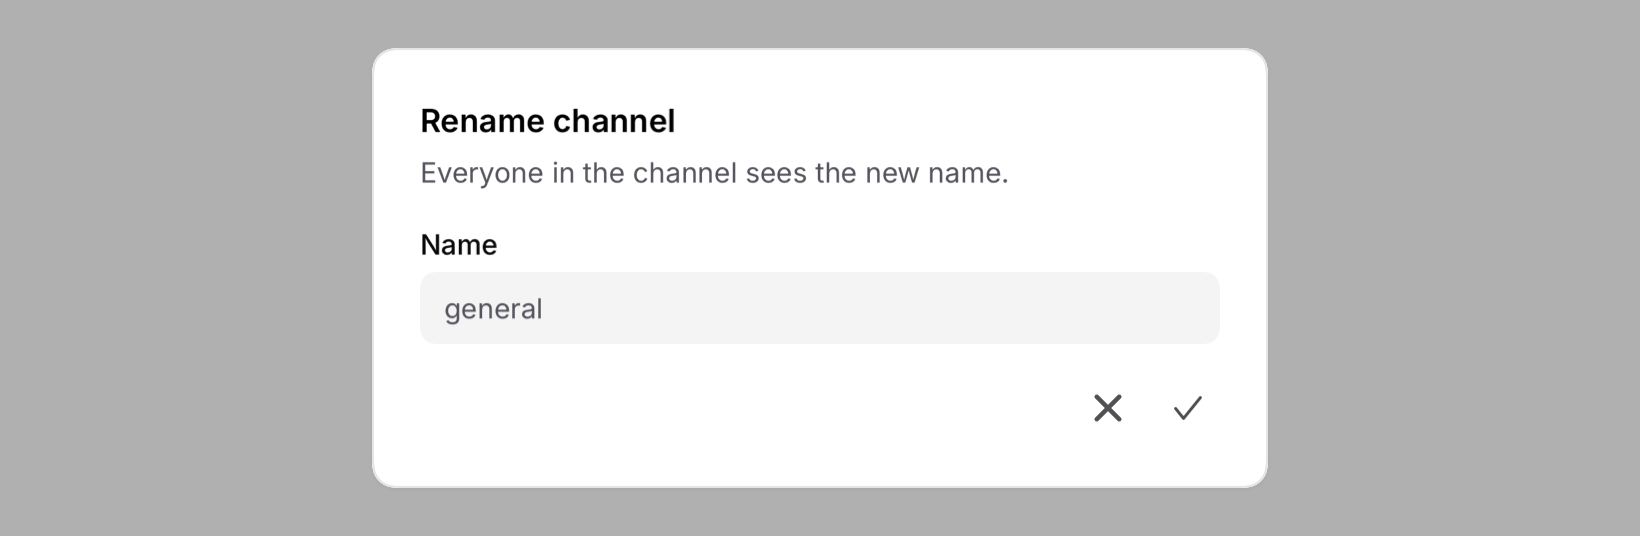 Rename channel
Everyone in the channel sees the new name.
Name
general